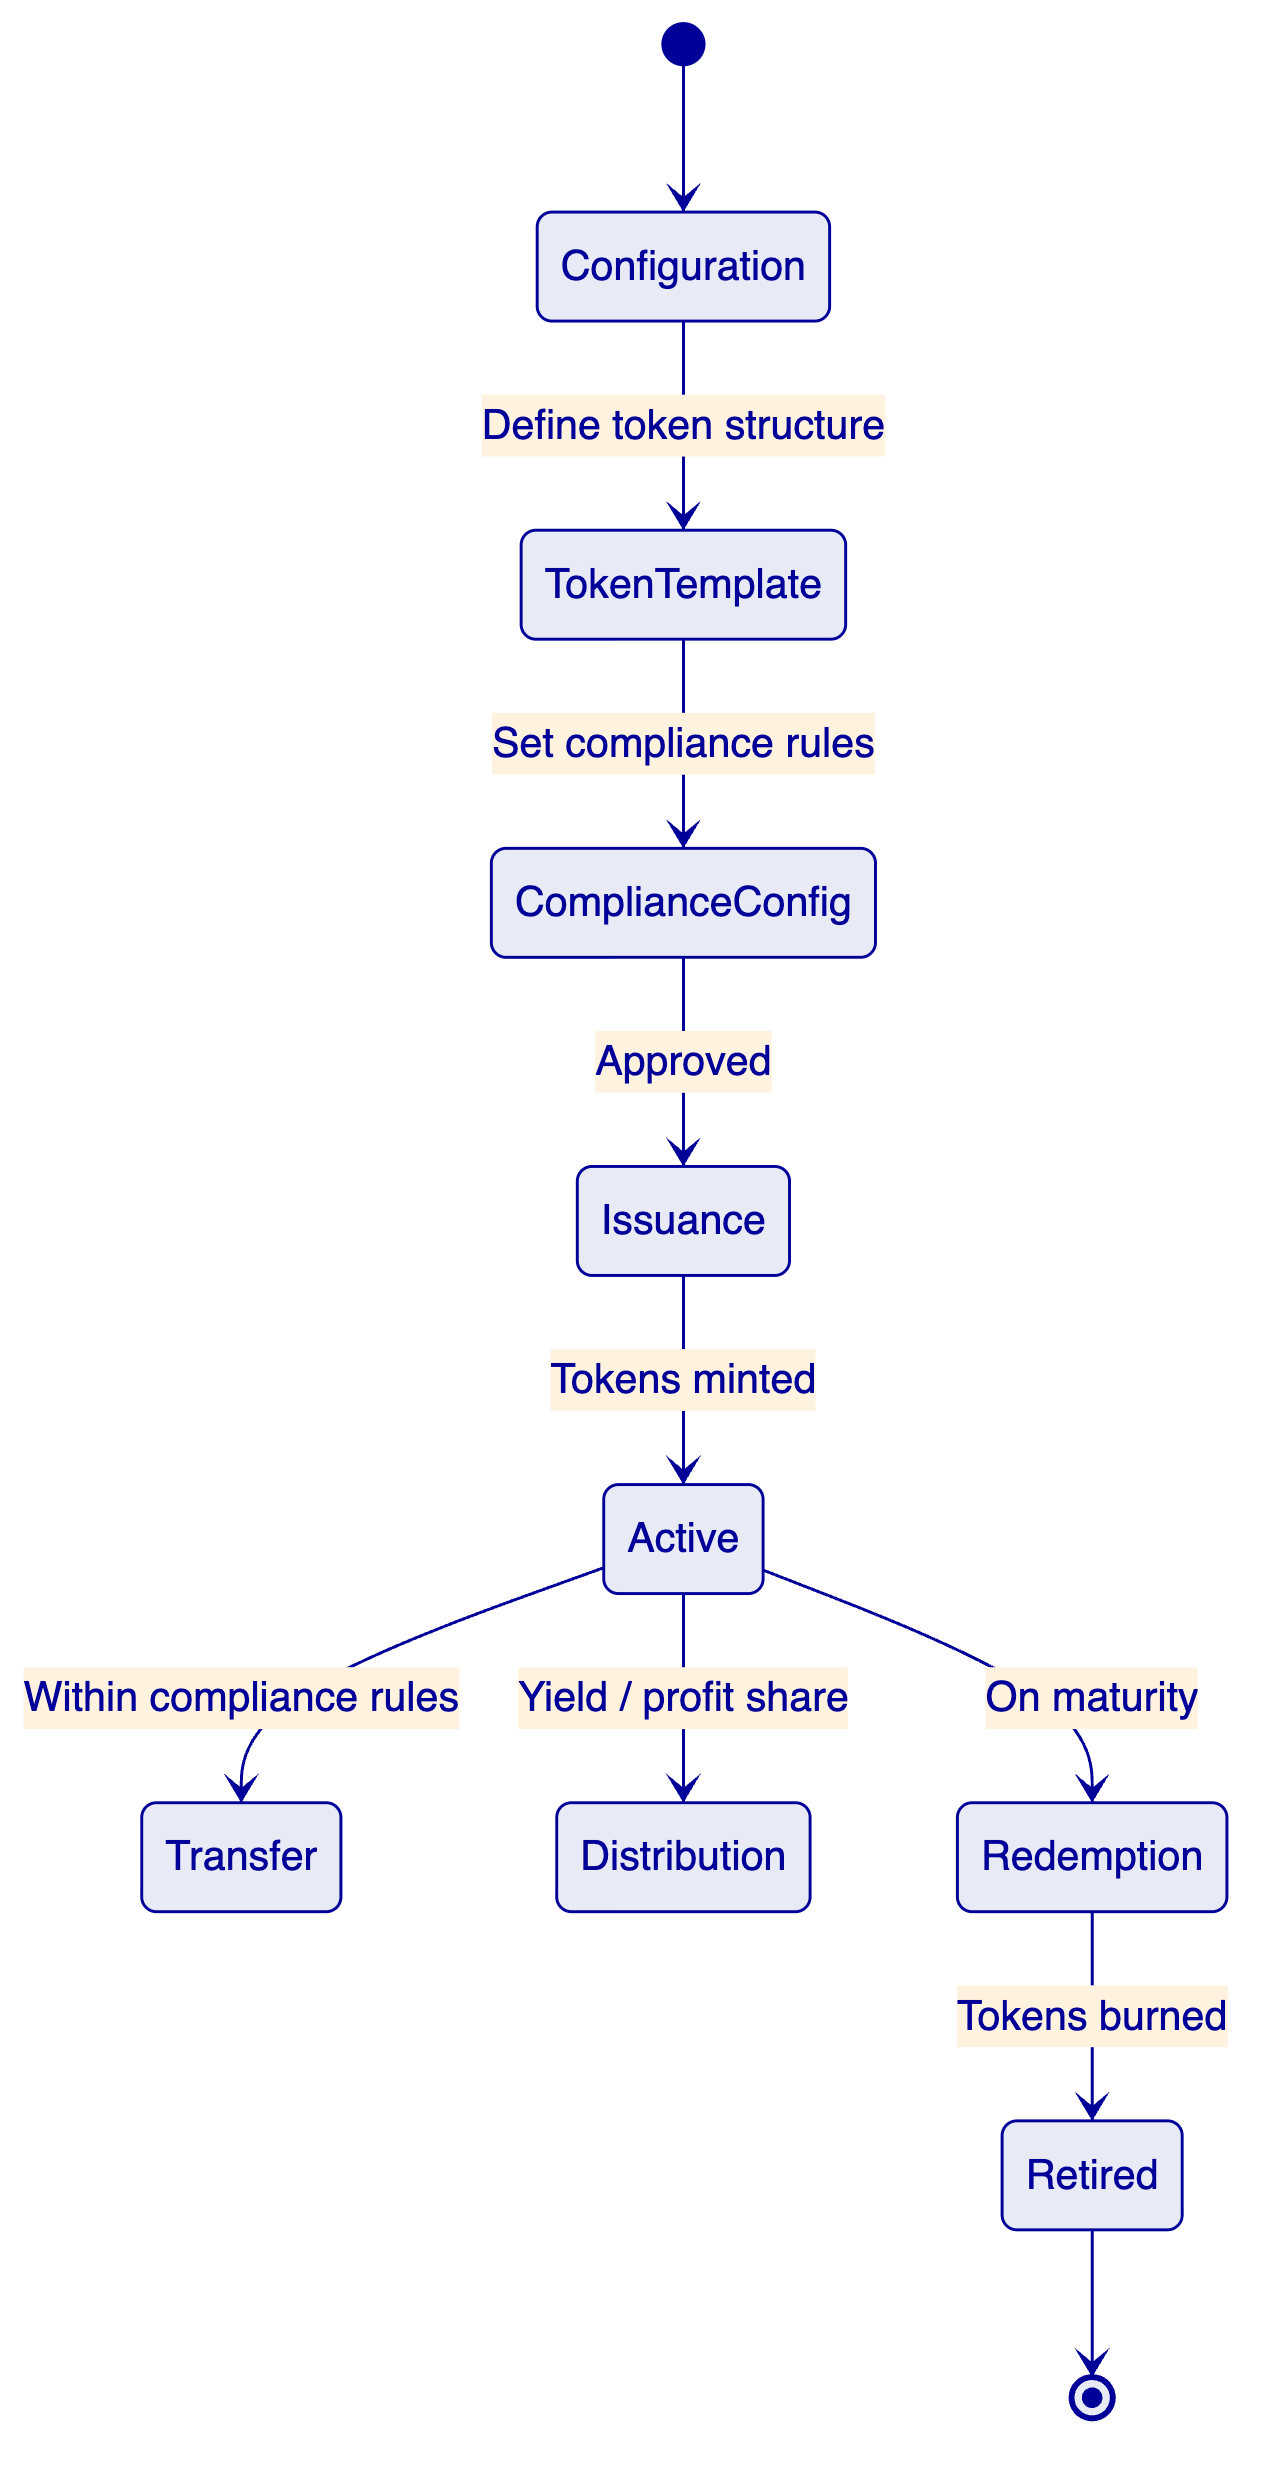 Configuration
Define token structure
TokenTemplate
Set compliance rules
ComplianceConfig
Approved
Issuance
Tokens minted
Active
Within compliance rules
Yield / profit share
On maturity
Transfer
Distribution
Redemption
Tokens burned
Retired